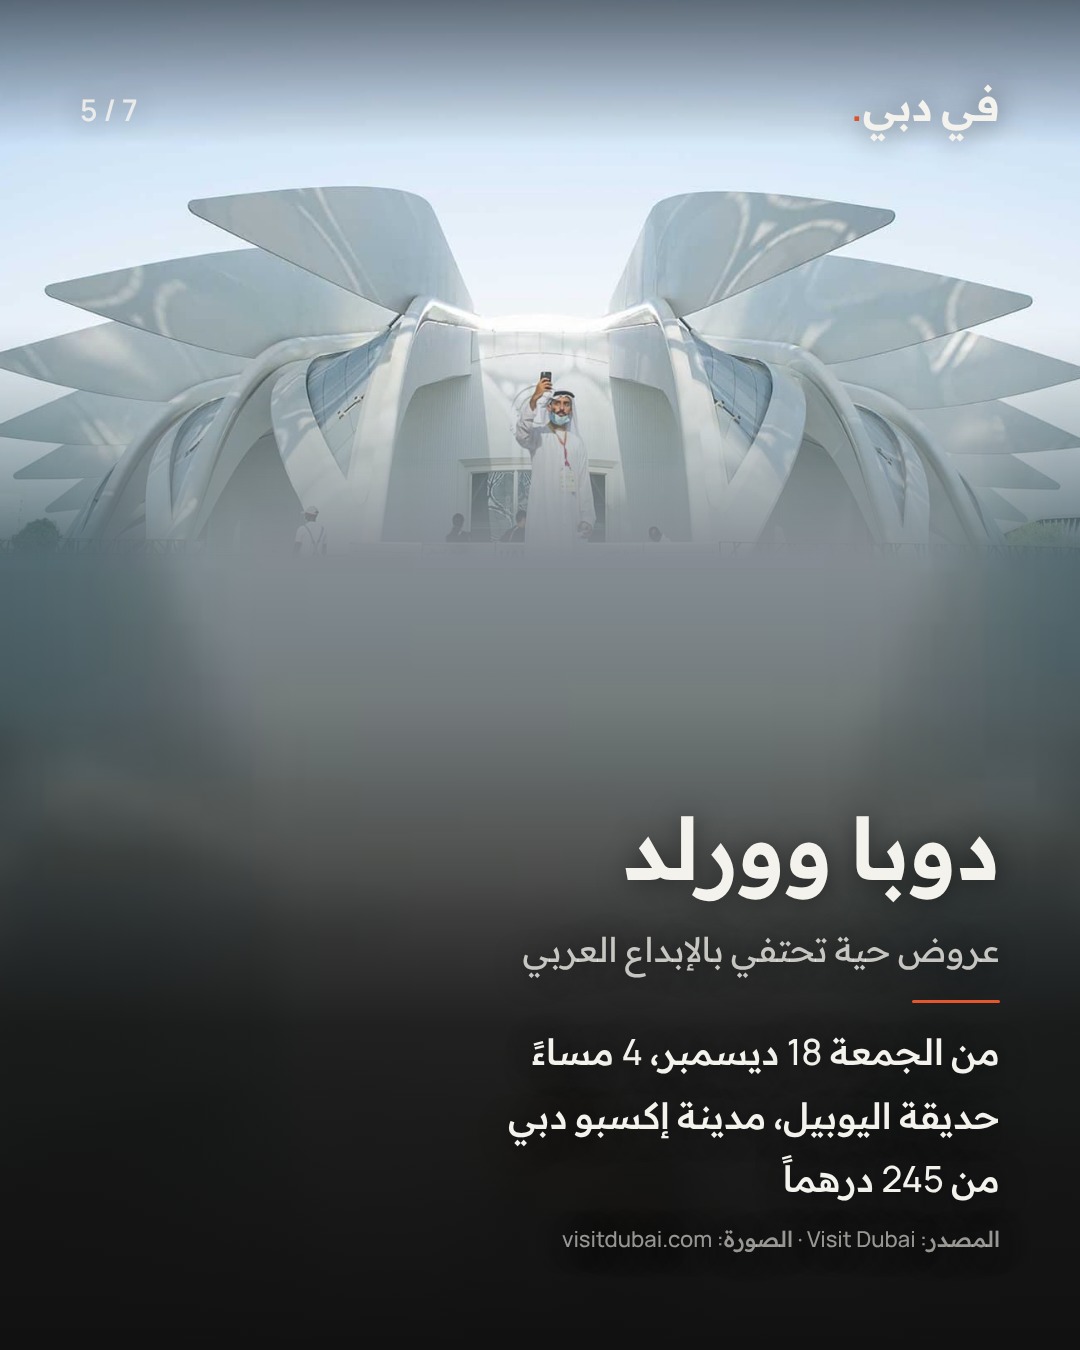 في دبي.
5 / 7
دوبا وورلد
عروض حية تحتفي بالإبداع العربي
من الجمعة 18 ديسمبر، 4 مساءً
حديقة اليوبيل، مدينة إكسبو دبي
من 245 درهماً
المصدر: Visit Dubai · الصورة: visitdubai.com